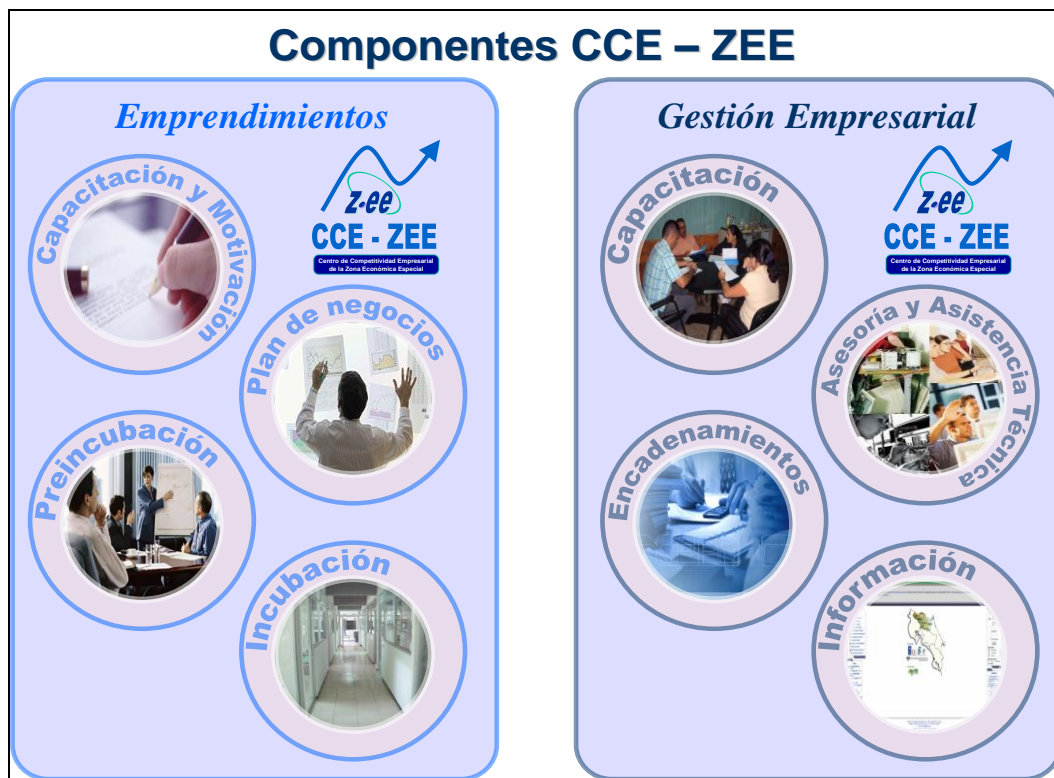 Componentes CCE – ZEE
Emprendimientos
Capacitación y Motivación
z-ee
CCE - ZEE
Centro de Competitividad Empresarial
de la Zona Económica Especial
Plan de negocios
Preincubación
Incubación
Gestión Empresarial
Capacitación
z-ee
CCE - ZEE
Centro de Competitividad Empresarial
de la Zona Económica Especial
Asesoría y Asistencia Técnica
Encadenamientos
Información